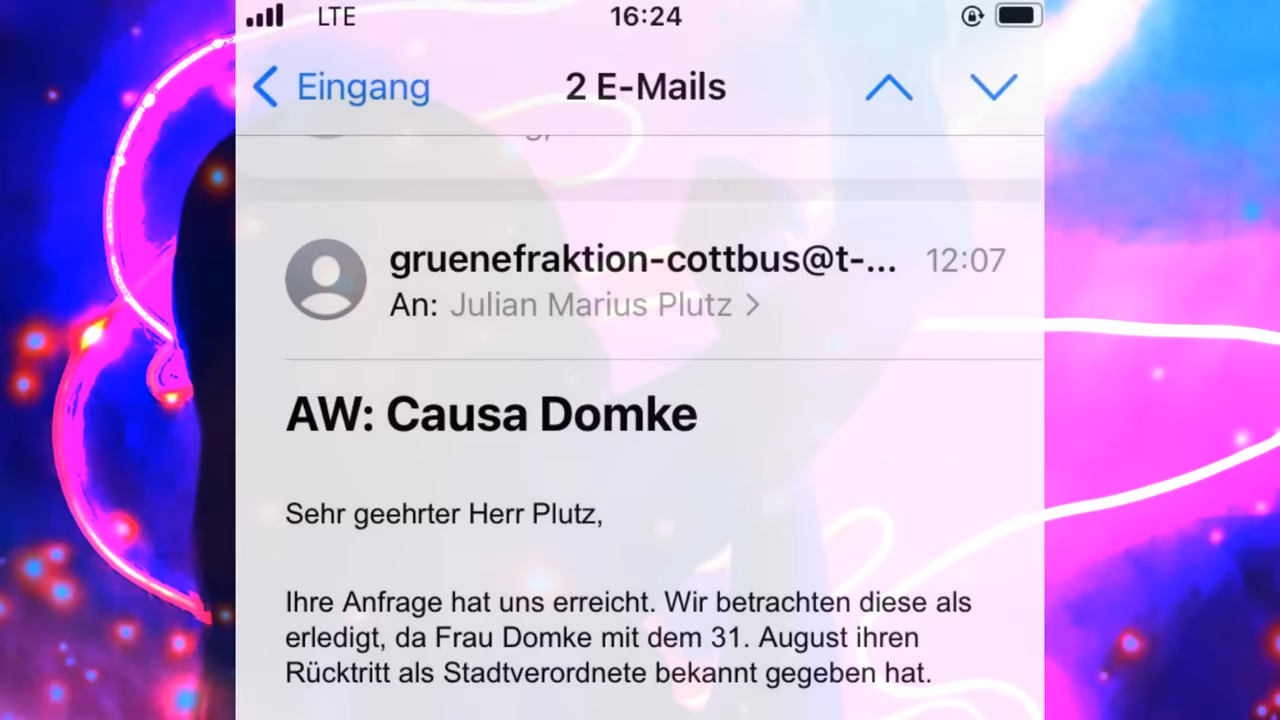 LTE 16:24
Eingang 2 E-Mails
gruenefraktion-cottbus@t-... 12:07
An: Julian Marius Plutz
AW: Causa Domke
Sehr geehrter Herr Plutz,
Ihre Anfrage hat uns erreicht. Wir betrachten diese als
erledigt, da Frau Domke mit dem 31. August ihren
Rücktritt als Stadtverordnete bekannt gegeben hat.